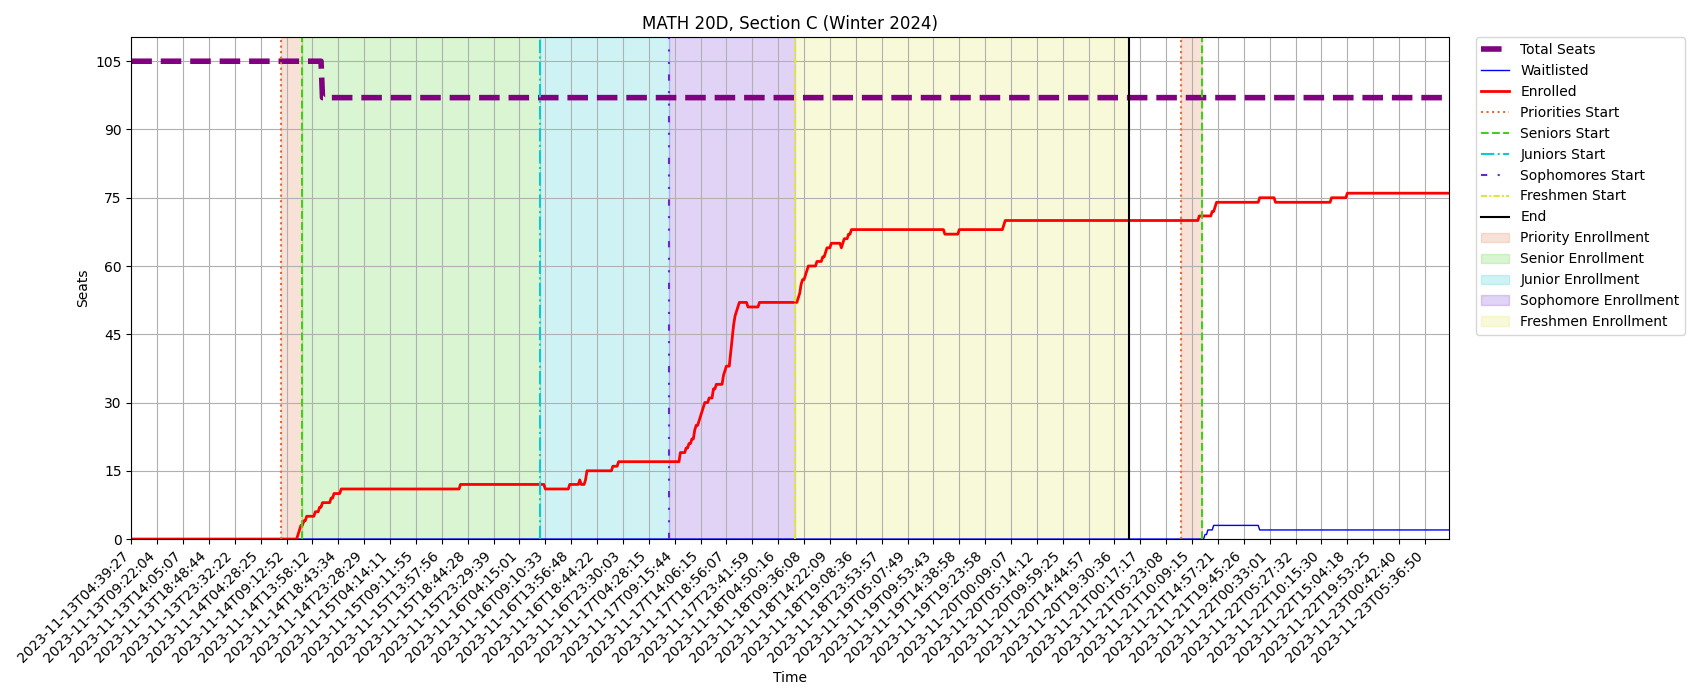 MATH 20D, Section C (Winter 2024)
Seats
105
90
75
60
45
30
15
0
2023-11-13T04:39:27
2023-11-13T09:22:04
2023-11-13T14:05:07
2023-11-13T18:48:44
2023-11-13T23:32:22
2023-11-14T04:28:25
2023-11-14T09:12:52
2023-11-14T13:58:12
2023-11-14T18:43:34
2023-11-14T23:28:29
2023-11-15T04:14:11
2023-11-15T09:11:55
2023-11-15T13:57:56
2023-11-15T18:44:28
2023-11-15T23:29:39
2023-11-16T04:15:01
2023-11-16T09:10:33
2023-11-16T13:56:48
2023-11-16T18:44:22
2023-11-16T23:30:03
2023-11-17T04:28:15
2023-11-17T09:15:44
2023-11-17T14:06:15
2023-11-17T18:56:07
2023-11-17T23:41:59
2023-11-18T04:50:16
2023-11-18T09:36:08
2023-11-18T14:22:09
2023-11-18T19:08:36
2023-11-18T23:53:57
2023-11-19T05:07:49
2023-11-19T09:53:43
2023-11-19T14:38:58
2023-11-19T19:23:58
2023-11-20T00:09:07
2023-11-20T05:14:12
2023-11-20T09:59:25
2023-11-20T14:44:57
2023-11-20T19:30:36
2023-11-21T00:17:17
2023-11-21T05:23:08
2023-11-21T10:09:15
2023-11-21T14:57:21
2023-11-21T19:45:26
2023-11-22T00:33:01
2023-11-22T05:27:32
2023-11-22T10:15:30
2023-11-22T15:04:18
2023-11-22T19:53:25
2023-11-23T00:42:40
2023-11-23T05:36:50
Time
Total Seats
Waitlisted
Enrolled
Priorities Start
Seniors Start
Juniors Start
Sophomores Start
Freshmen Start
End
Priority Enrollment
Senior Enrollment
Junior Enrollment
Sophomore Enrollment
Freshmen Enrollment